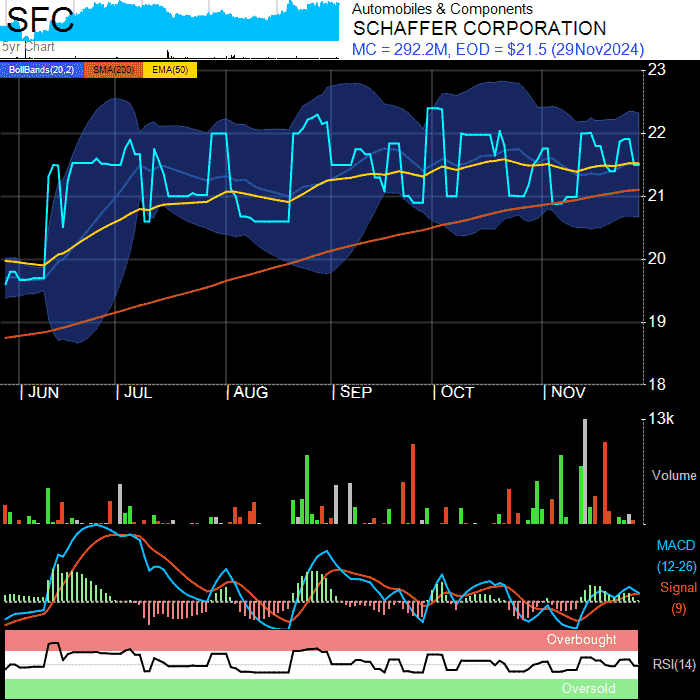 SFC
5yr Chart
Automobiles & Components
SCHAFFER CORPORATION
MC = 292.2M, EOD = $21.5 (29Nov2024)
BollBands(20,2) SMA(200) EMA(50)
23
22
21
20
19
18
JUN JUL AUG SEP OCT NOV
13k
Volume
MACD
(12-26)
Signal
(9)
Overbought
RSI(14)
Oversold